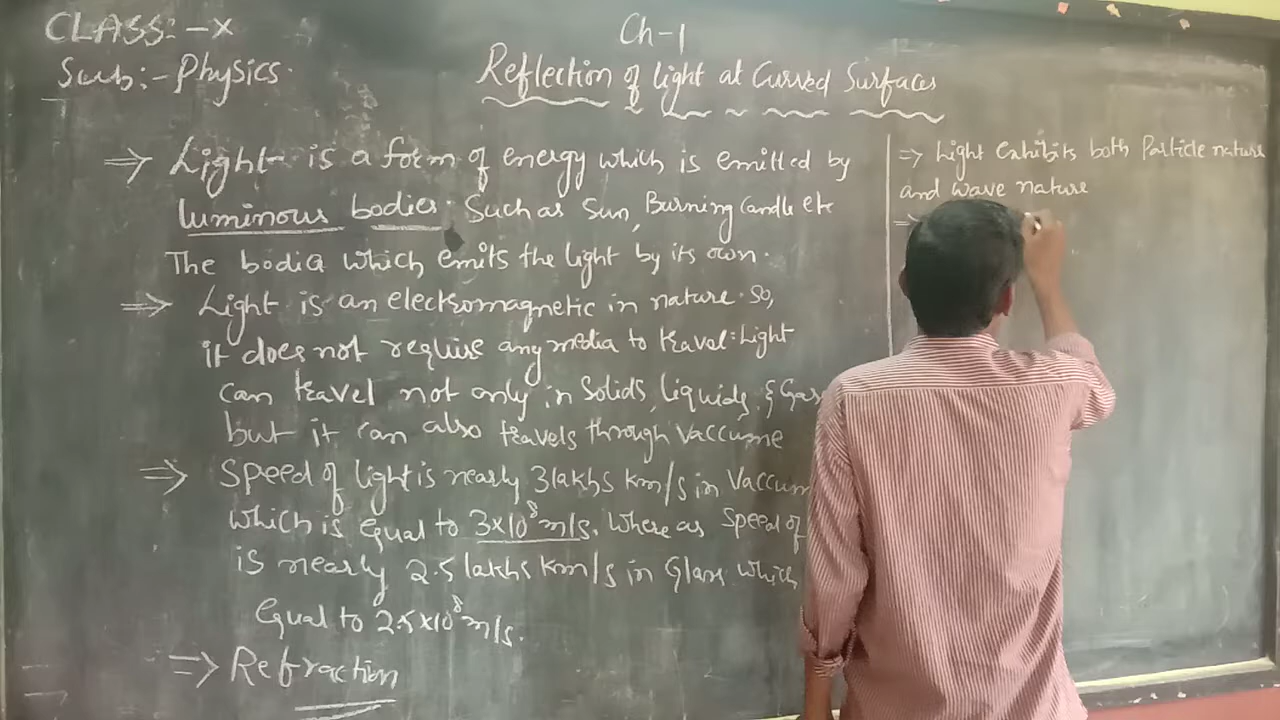 CLASS:-X
Sub:-Physics.
Ch-1
Reflection of light at Curved Surfaces
=> Light is a form of energy which is emitted by
luminous bodies. Such as Sun, Burning Candle etc
The bodia which emits the light by its own.
=> Light is an electromagnetic in nature. So,
it does not require any media to travel. Light
can travel not only in Solids, liquids, & Gas
but it can also travels through Vaccume
=> Speed of light is nearly 3 lakhs km/s in Vaccum
which is equal to 3x10⁸ m/s. Where as Speed of
is nearly 2.5 lakhs km/s in Glass which
equal to 2.5x10⁸ m/s.
=> Refraction
=> Light exhibits both Particle nature
and wave nature
=>